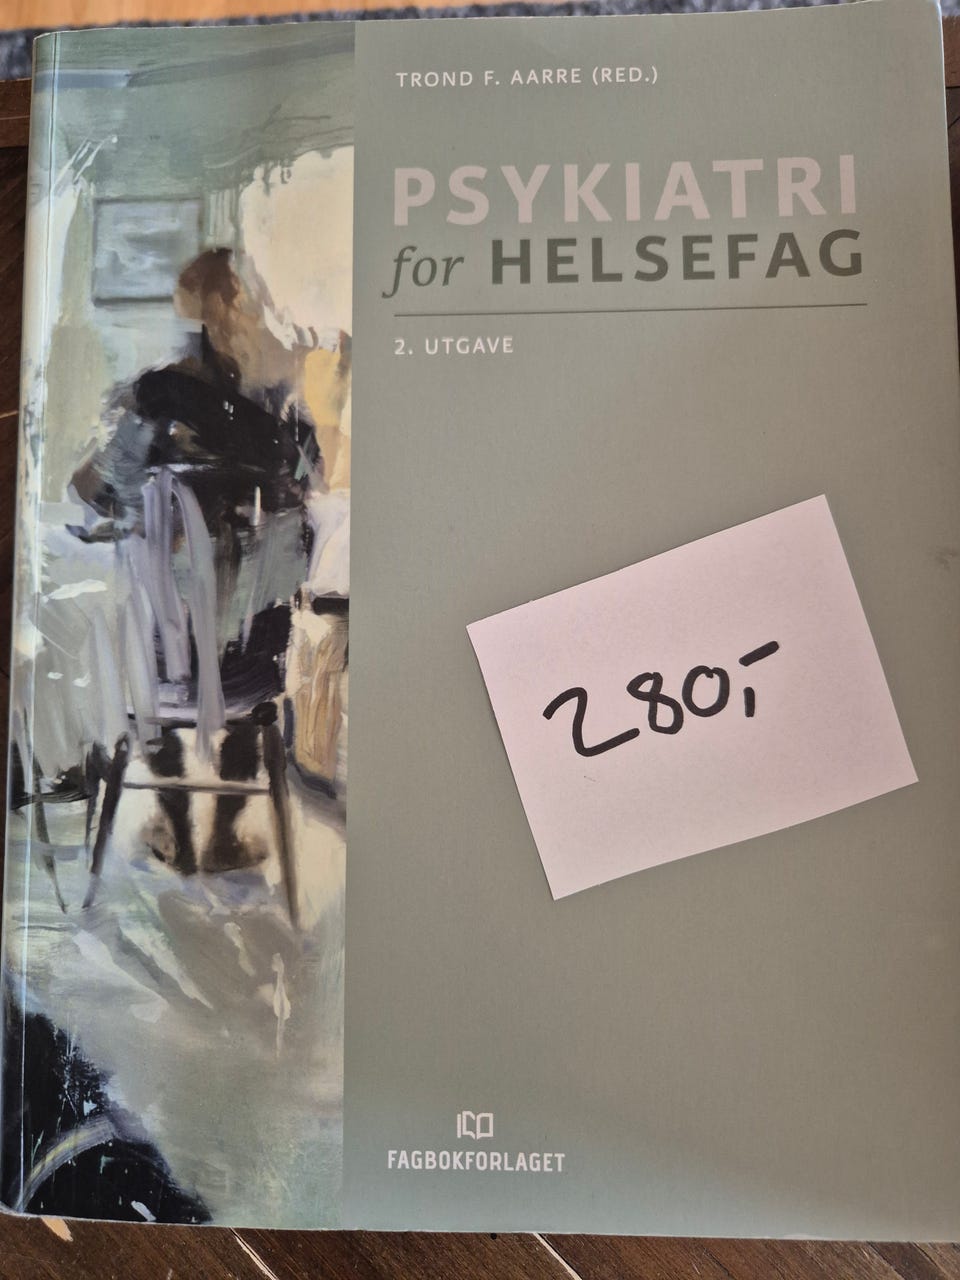 TROND F. AARRE (RED.)
PSYKIATRI
for HELSEFAG
2. UTGAVE
280,-
FAGBOKFORLAGET